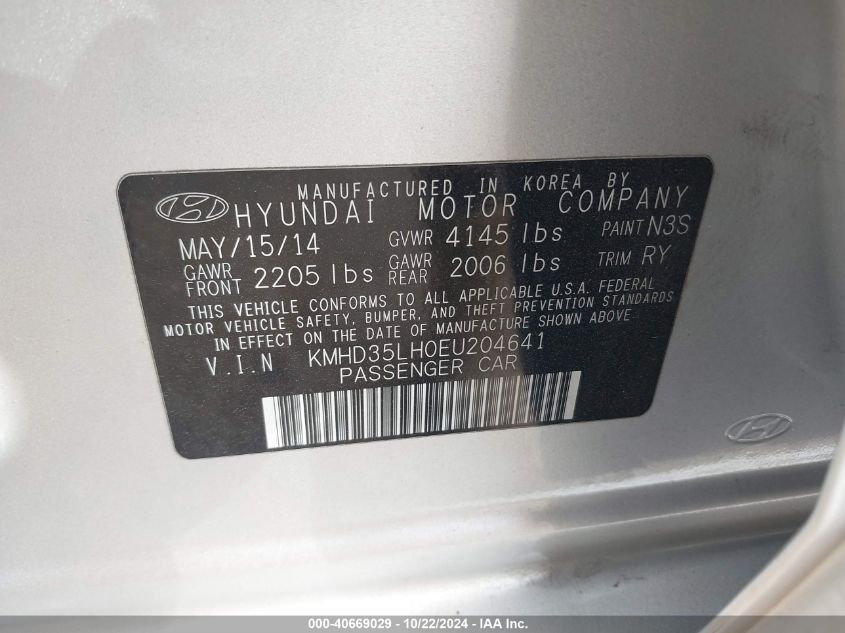 MANUFACTURED IN KOREA BY
HYUNDAI MOTOR COMPANY
MAY/15/14 GVWR 4145 lbs PAINT N3S
GAWR FRONT 2205 lbs GAWR REAR 2006 lbs TRIM RY
THIS VEHICLE CONFORMS TO ALL APPLICABLE U.S.A. FEDERAL
MOTOR VEHICLE SAFETY, BUMPER, AND THEFT PREVENTION STANDARDS
IN EFFECT ON THE DATE OF MANUFACTURE SHOWN ABOVE.
V.I.N KMHD35LH0EU204641
PASSENGER CAR
000-40669029 - 10/22/2024 - IAA Inc.